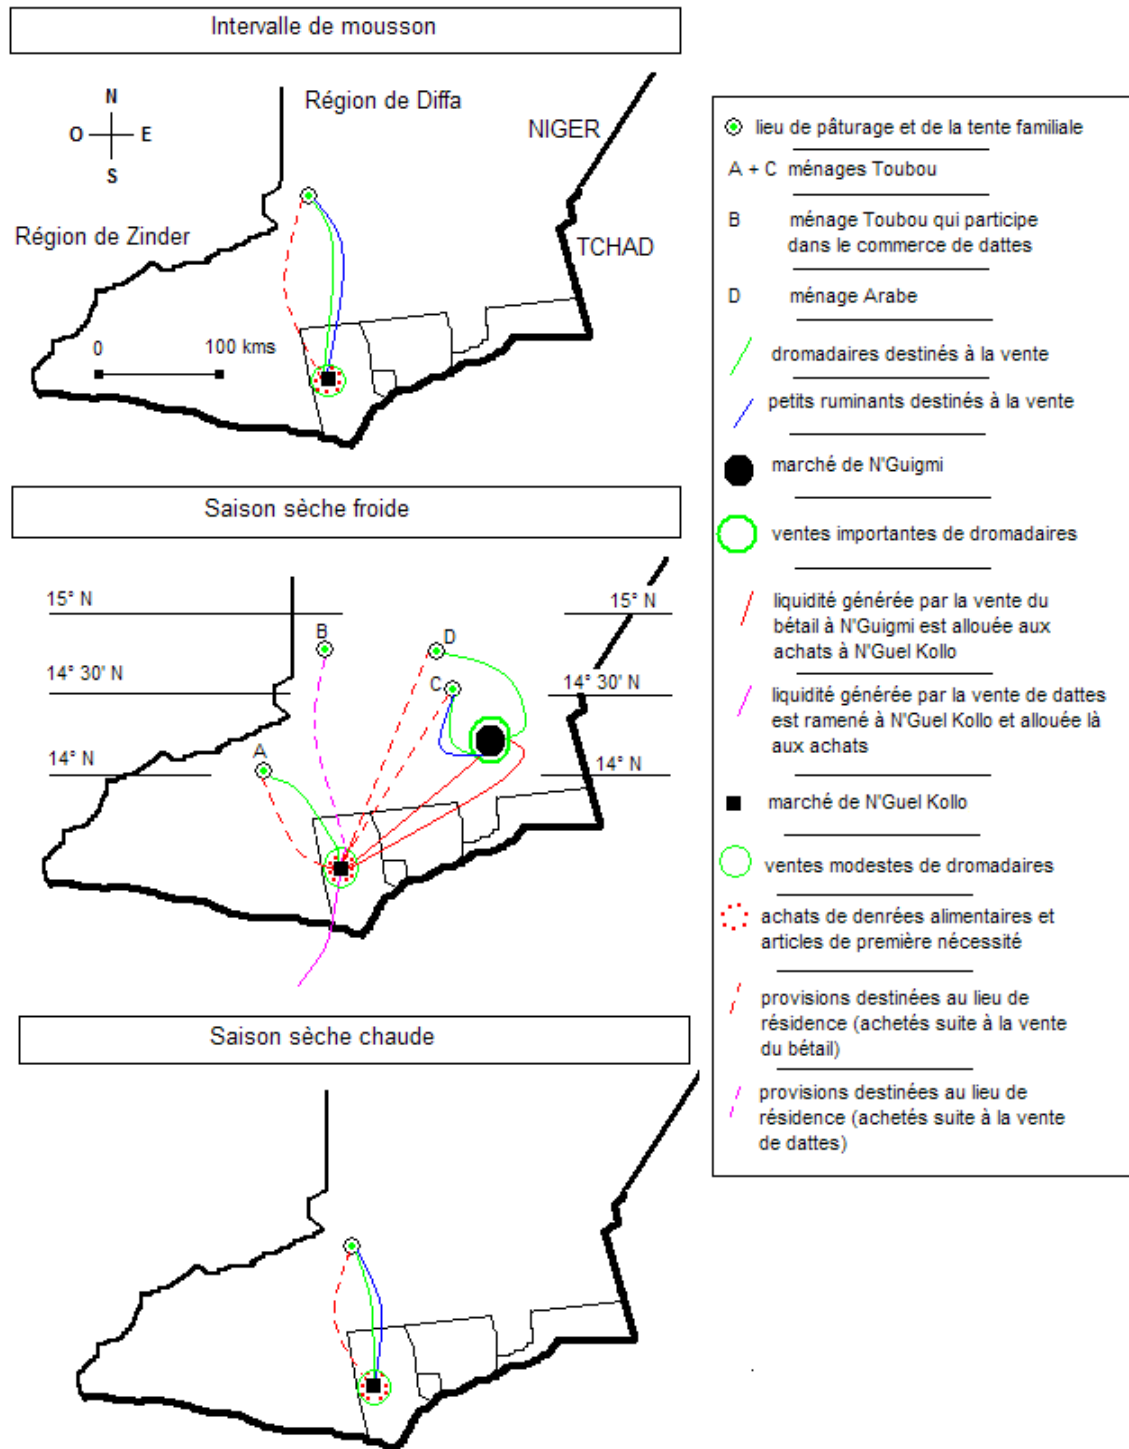 Intervalle de mousson
Région de Diffa
N
NIGER
O
E
S
Région de Zinder
TCHAD
0
100 kms
Saison sèche froide
15° N
15° N
B
D
14° 30' N
C
14° 30' N
A
14° N
14° N
Saison sèche chaude
lieu de pâturage et de la tente familiale
A + C ménages Toubou
B ménage Toubou qui participe
dans le commerce de dattes
D ménage Arabe
dromadaires destinés à la vente
petits ruminants destinés à la vente
marché de N'Guigmi
ventes importantes de dromadaires
liquidité générée par la vente du
bétail à N'Guigmi est allouée aux
achats à N'Guel Kollo
liquidité générée par la vente de dattes
est ramené à N'Guel Kollo et allouée là
aux achats
marché de N'Guel Kollo
ventes modestes de dromadaires
achats de denrées alimentaires et
articles de première nécessité
provisions destinées au lieu de
résidence (achetés suite à la vente
du bétail)
provisions destinées au lieu de
résidence (achetés suite à la vente
de dattes)